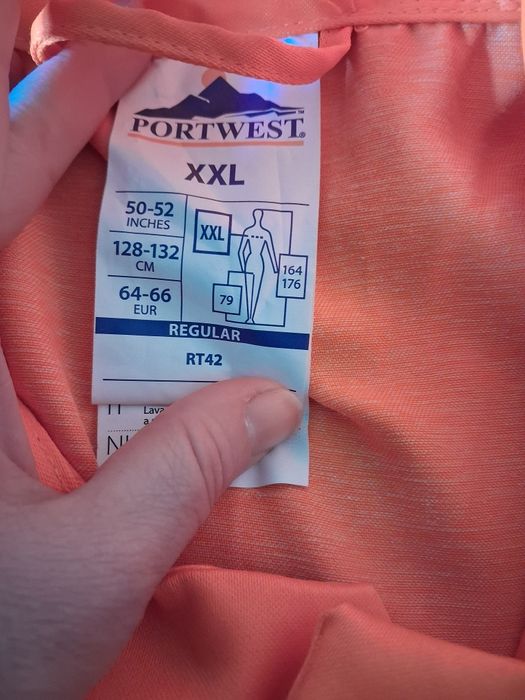 PORTWEST®
™
XXL
50-52
INCHES
128-132
CM
64-66
EUR
XXL
164
176
79
REGULAR
RT42
IT
Lava
a